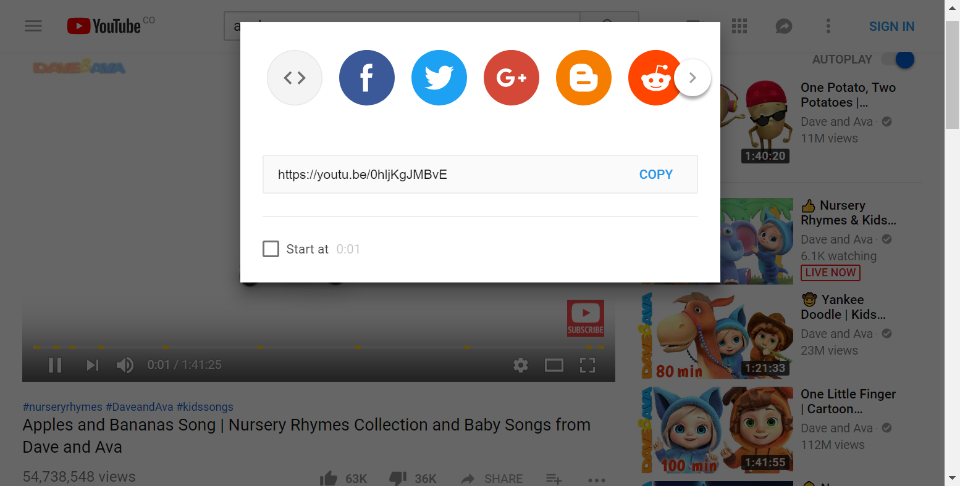 YouTube CO
SIGN IN
DAVE AND AVA
AUTOPLAY
https://youtu.be/0hIjKgJMBvE
COPY
Start at 0:01
SUBSCRIBE
0:01 / 1:41:25
#nurseryrhymes #DaveandAva #kidssongs
Apples and Bananas Song | Nursery Rhymes Collection and Baby Songs from
Dave and Ava
54,738,548 views
63K
36K
SHARE
One Potato, Two
Potatoes |...
Dave and Ava
11M views
1:40:20
Nursery
Rhymes & Kids...
Dave and Ava
6.1K watching
LIVE NOW
Yankee
Doodle | Kids...
Dave and Ava
23M views
80 min
1:21:33
One Little Finger
| Cartoon...
Dave and Ava
112M views
100 min
1:41:55
Nursery